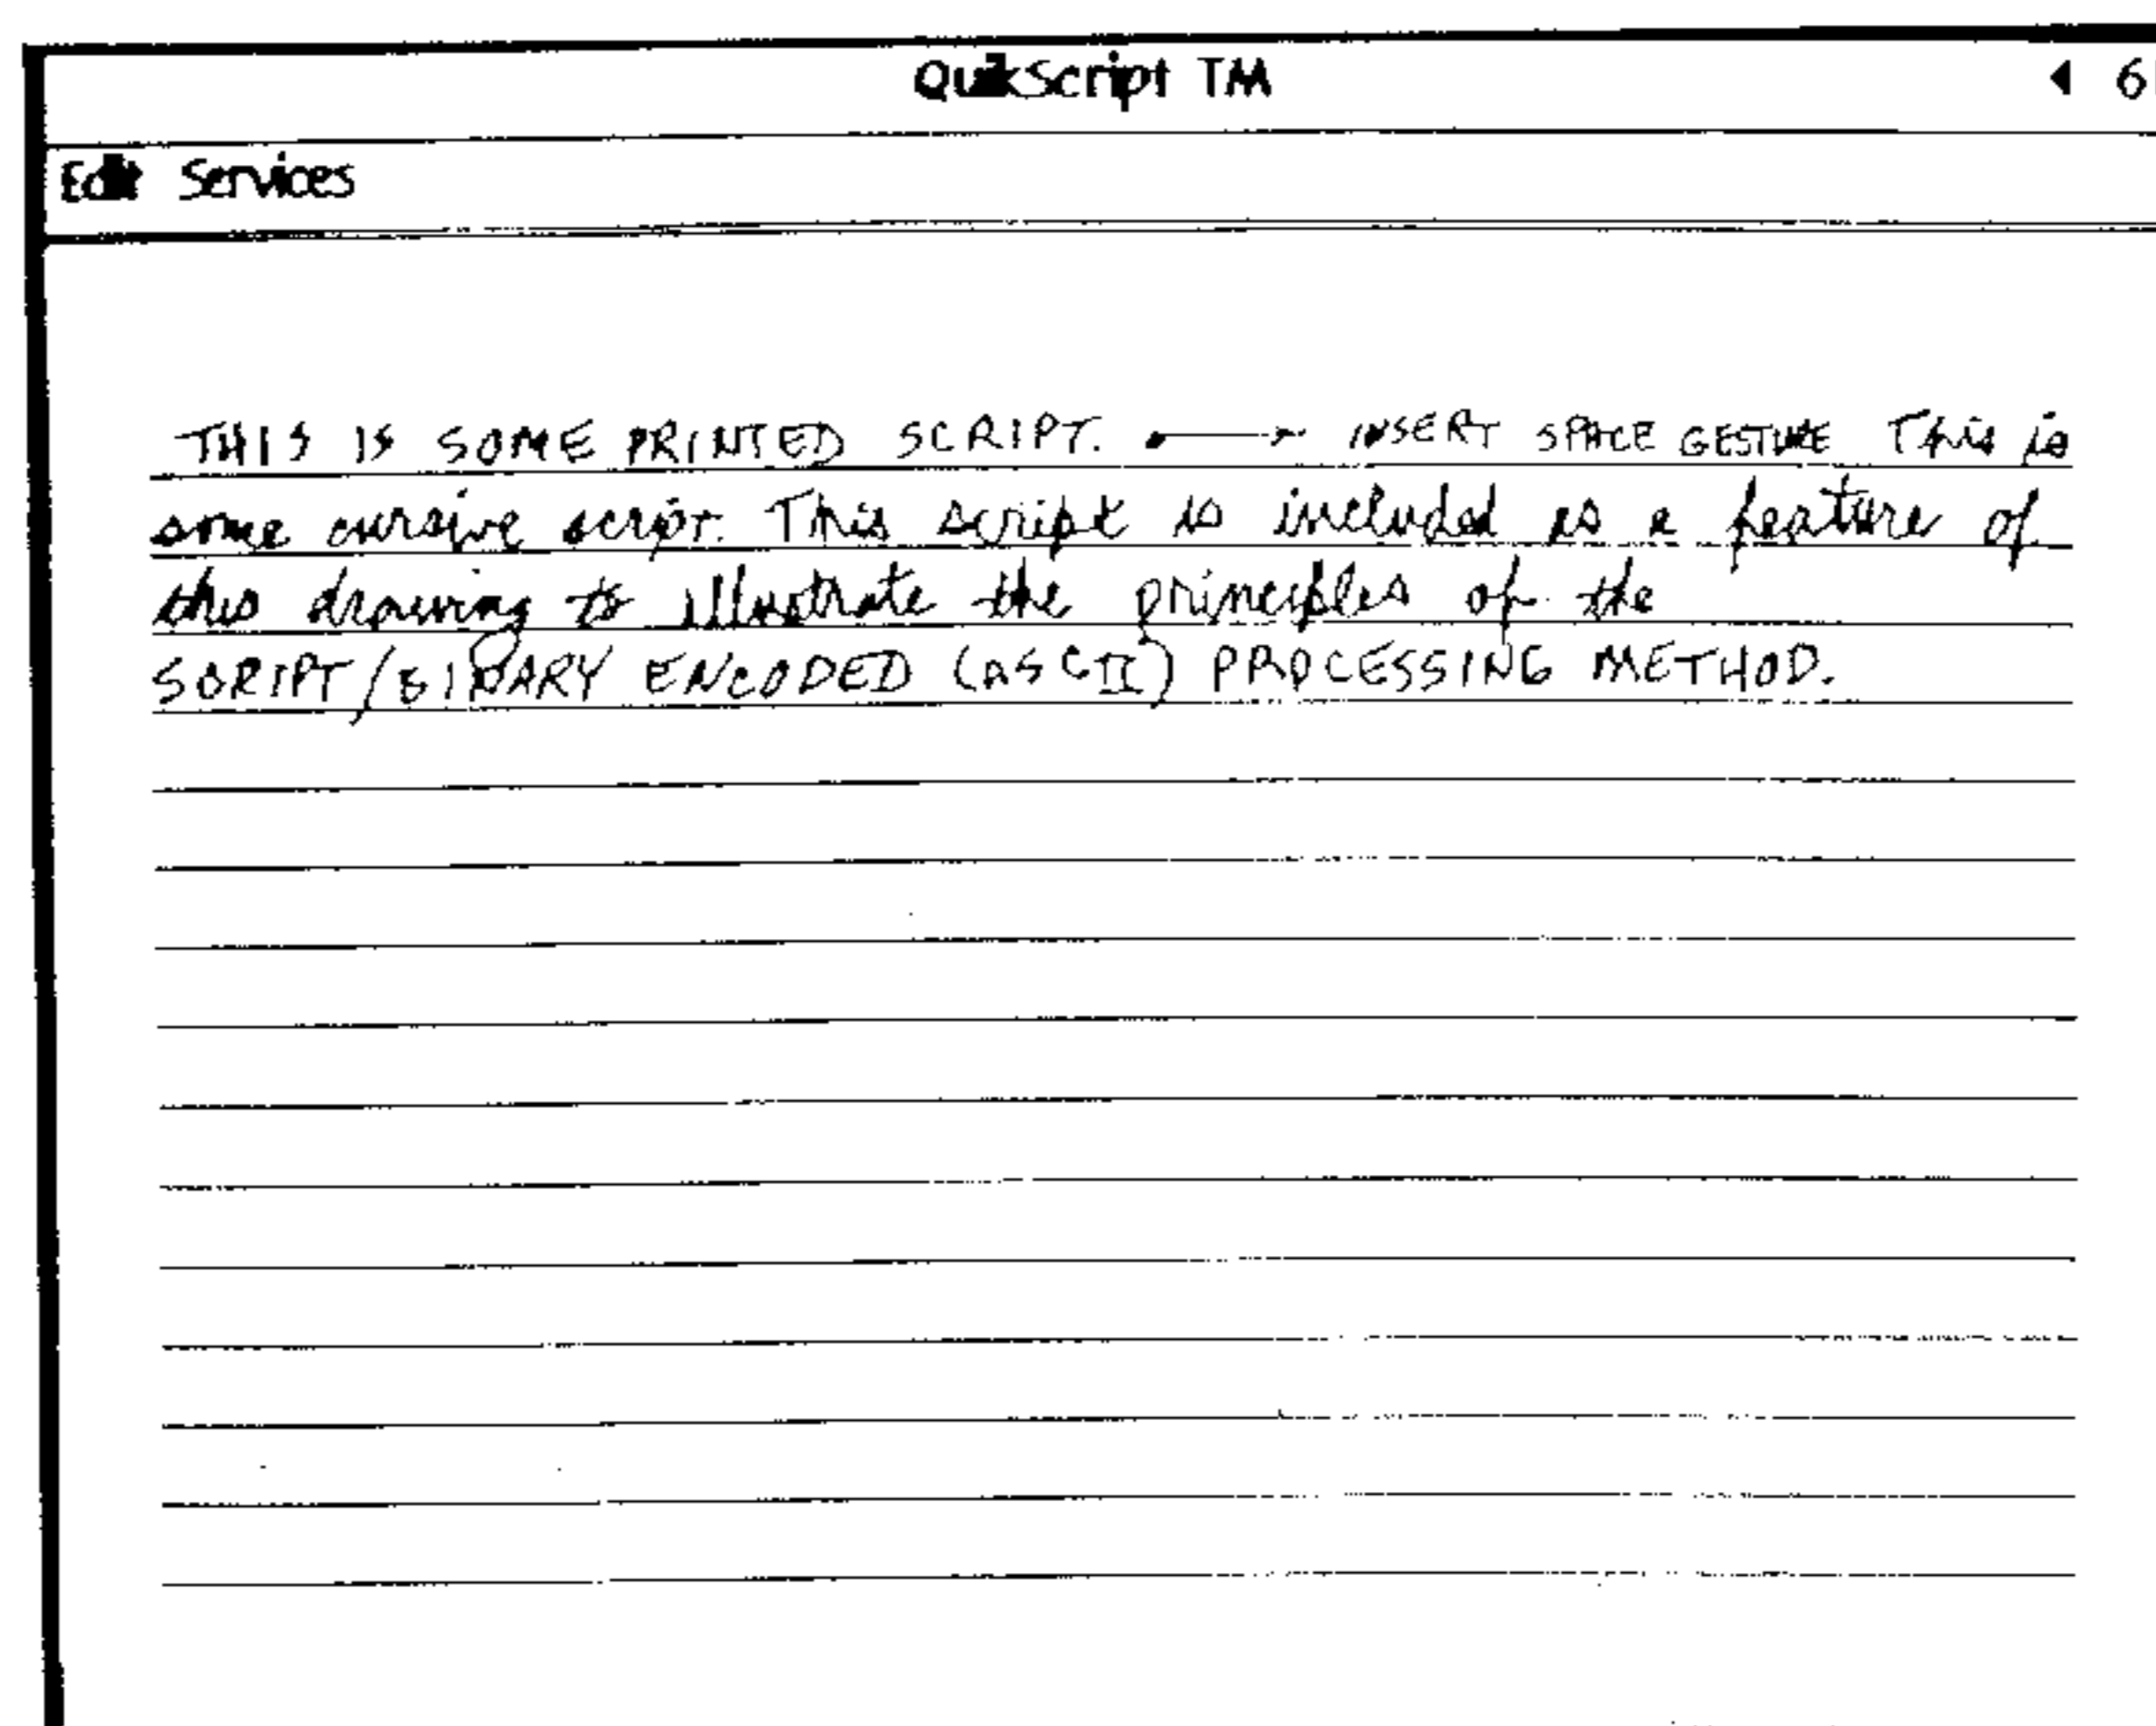 QuikScript TM ◀ 6
Edit Services
THIS IS SOME PRINTED SCRIPT. •——> INSERT SPACE GESTURE This is
some cursive script. This script is included as a feature of
this drawing to illustrate the principles of the
SCRIPT/BINARY ENCODED (ASCII) PROCESSING METHOD.